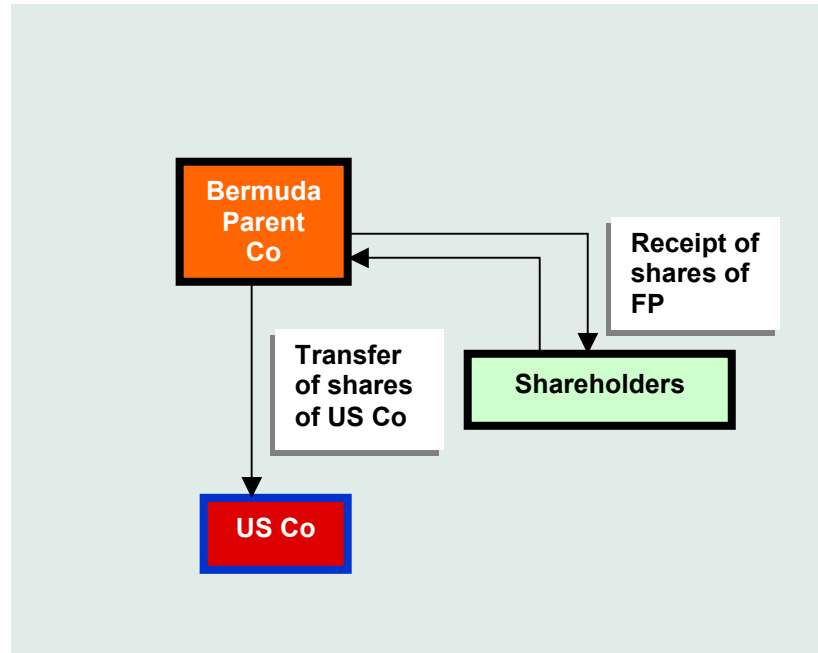 Bermuda
Parent
Co
Receipt of
shares of
FP
Transfer
of shares
of US Co
Shareholders
US Co